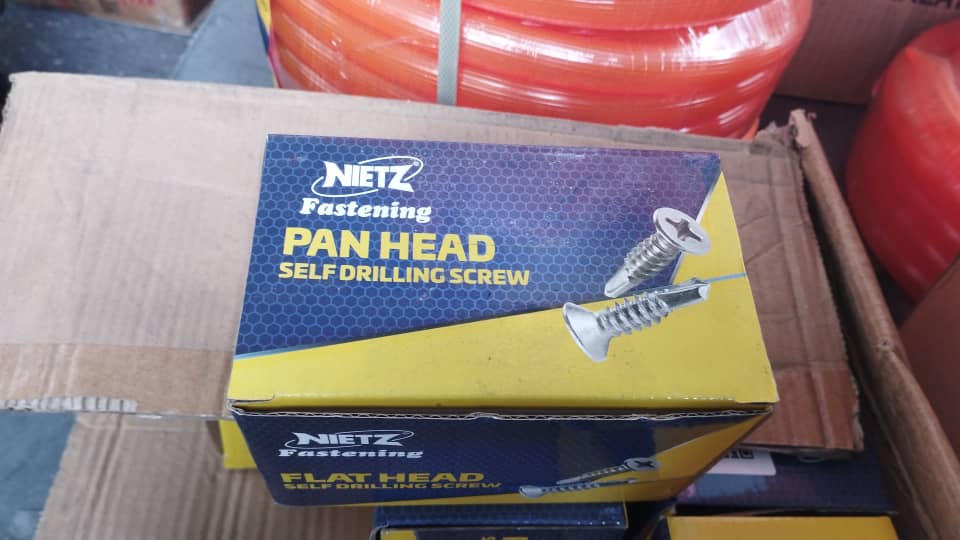 NIETZ®
Fastening
PAN HEAD
SELF DRILLING SCREW
NIETZ
Fastening
FLAT HEAD
SELF DRILLING SCREW